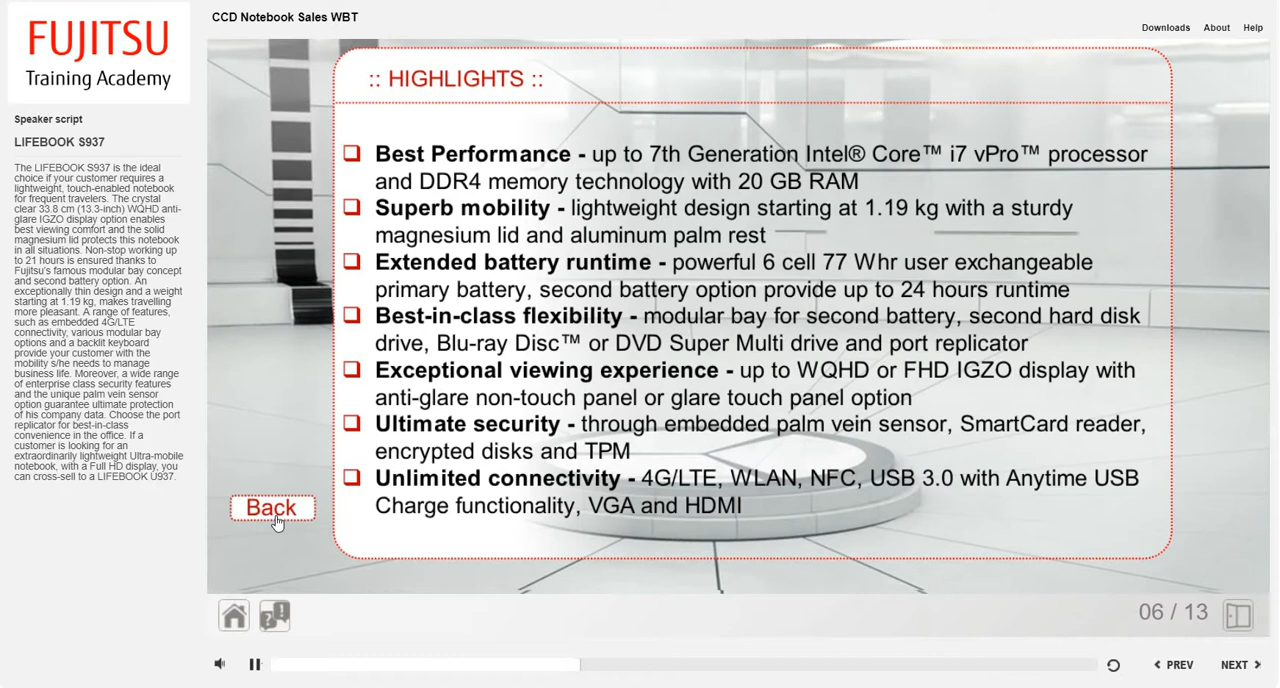 FUJITSU
Training Academy
CCD Notebook Sales WBT
Downloads
About
Help
Speaker script
LIFEBOOK S937
The LIFEBOOK S937 is the ideal
choice if your customer requires a
lightweight, touch-enabled notebook
for frequent travelers. The crystal
clear 33.8 cm (13.3-inch) WQHD anti-
glare IGZO display option enables
best viewing comfort and the solid
magnesium lid protects this notebook
in all situations. Non-stop working up
to 21 hours is ensured thanks to
Fujitsu's famous modular bay concept
and second battery option. An
exceptionally thin design and a weight
starting at 1.19 kg, makes travelling
more pleasant. A range of features,
such as embedded 4G/LTE
connectivity, various modular bay
options and a backlit keyboard
provide your customer with the
mobility s/he needs to manage
business life. Moreover, a wide range
of enterprise class security features
and the unique palm vein sensor
option guarantee ultimate protection
of his company data. Choose the port
replicator for best-in-class
convenience in the office. If a
customer is looking for an
extraordinarily lightweight Ultra-mobile
notebook, with a Full HD display, you
can cross-sell to a LIFEBOOK U937.
:: HIGHLIGHTS ::
Best Performance - up to 7th Generation Intel® Core™ i7 vPro™ processor
and DDR4 memory technology with 20 GB RAM
Superb mobility - lightweight design starting at 1.19 kg with a sturdy
magnesium lid and aluminum palm rest
Extended battery runtime - powerful 6 cell 77 Whr user exchangeable
primary battery, second battery option provide up to 24 hours runtime
Best-in-class flexibility - modular bay for second battery, second hard disk
drive, Blu-ray Disc™ or DVD Super Multi drive and port replicator
Exceptional viewing experience - up to WQHD or FHD IGZO display with
anti-glare non-touch panel or glare touch panel option
Ultimate security - through embedded palm vein sensor, SmartCard reader,
encrypted disks and TPM
Unlimited connectivity - 4G/LTE, WLAN, NFC, USB 3.0 with Anytime USB
Charge functionality, VGA and HDMI
Back
06 / 13
PREV
NEXT